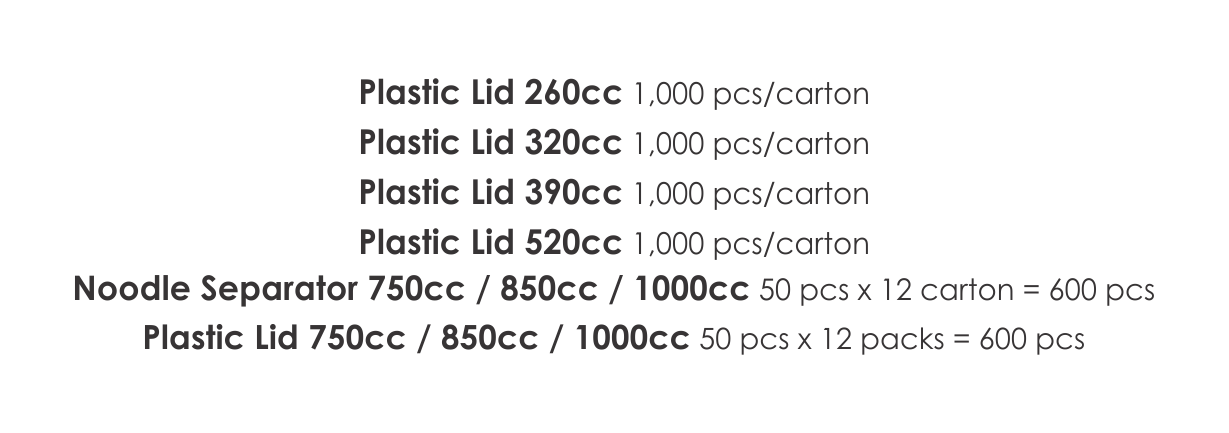 Plastic Lid 260cc 1,000 pcs/carton
Plastic Lid 320cc 1,000 pcs/carton
Plastic Lid 390cc 1,000 pcs/carton
Plastic Lid 520cc 1,000 pcs/carton
Noodle Separator 750cc / 850cc / 1000cc 50 pcs x 12 carton = 600 pcs
Plastic Lid 750cc / 850cc / 1000cc 50 pcs x 12 packs = 600 pcs